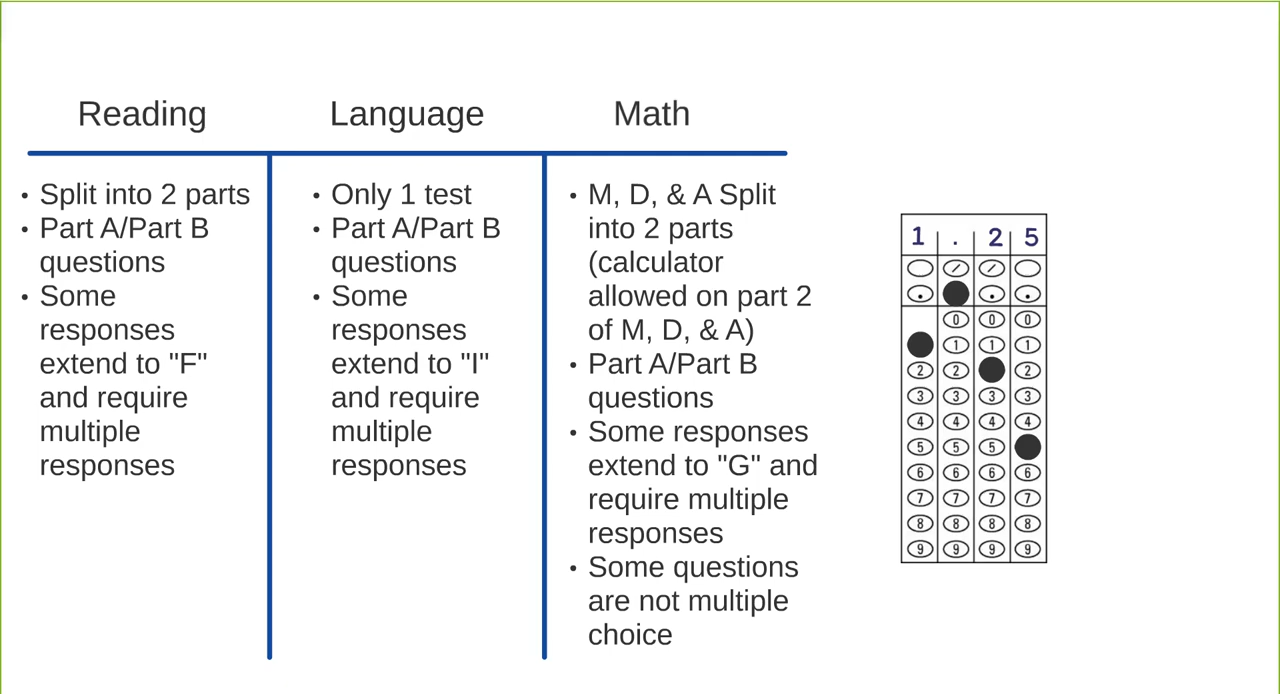 Reading
Language
Math
• Split into 2 parts
• Part A/Part B
questions
• Some
responses
extend to "F"
and require
multiple
responses
• Only 1 test
• Part A/Part B
questions
• Some
responses
extend to "I"
and require
multiple
responses
• M, D, & A Split
into 2 parts
(calculator
allowed on part 2
of M, D, & A)
• Part A/Part B
questions
• Some responses
extend to "G" and
require multiple
responses
• Some questions
are not multiple
choice
1 . 2 5
/ /
. . .
0 0 0
1 1 1
2 2 2
3 3 3 3
4 4 4 4
5 5 5
6 6 6 6
7 7 7 7
8 8 8 8
9 9 9 9